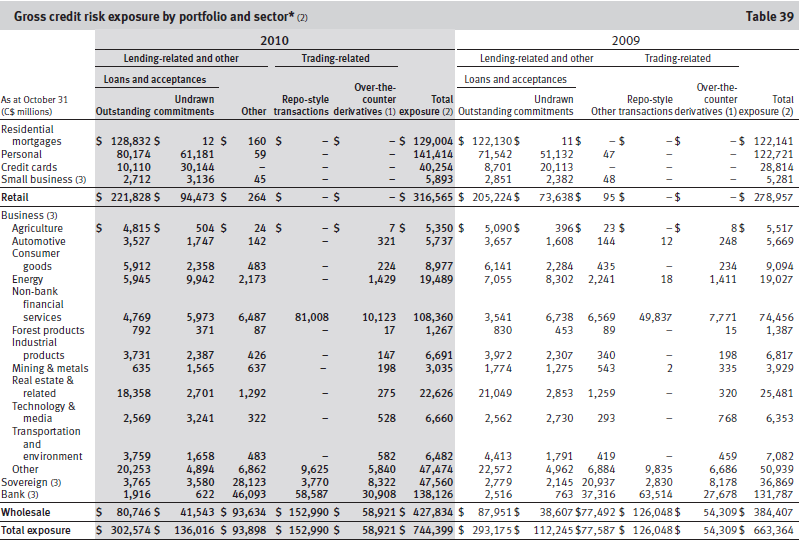 Gross credit risk exposure by portfolio and sector* (2) Table 39
2010 2009
Lending-related and other Trading-related Lending-related and other Trading-related
Loans and acceptances Loans and acceptances
Over-the- Over-the-
As at October 31 Undrawn Repo-style counter Total Undrawn Repo-style counter Total
(C$ millions) Outstanding commitments Other transactions derivatives (1) exposure (2) Outstanding commitments Other transactions derivatives (1) exposure (2)
Residential
mortgages $ 128,832 $ 12 $ 160 $ – $ – $ 129,004 $ 122,130 $ 11 $ – $ – $ – $ 122,141
Personal 80,174 61,181 59 – – 141,414 71,542 51,132 47 – – 122,721
Credit cards 10,110 30,144 – – – 40,254 8,701 20,113 – – – 28,814
Small business (3) 2,712 3,136 45 – – 5,893 2,851 2,382 48 – – 5,281
Retail $ 221,828 $ 94,473 $ 264 $ – $ – $ 316,565 $ 205,224 $ 73,638 $ 95 $ – $ – $ 278,957
Business (3)
Agriculture $ 4,815 $ 504 $ 24 $ – $ 7 $ 5,350 $ 5,090 $ 396 $ 23 $ – $ 8 $ 5,517
Automotive 3,527 1,747 142 – 321 5,737 3,657 1,608 144 12 248 5,669
Consumer
goods 5,912 2,358 483 – 224 8,977 6,141 2,284 435 – 234 9,094
Energy 5,945 9,942 2,173 – 1,429 19,489 7,055 8,302 2,241 18 1,411 19,027
Non-bank
financial
services 4,769 5,973 6,487 81,008 10,123 108,360 3,541 6,738 6,569 49,837 7,771 74,456
Forest products 792 371 87 – 17 1,267 830 453 89 – 15 1,387
Industrial
products 3,731 2,387 426 – 147 6,691 3,972 2,307 340 – 198 6,817
Mining & metals 635 1,565 637 – 198 3,035 1,774 1,275 543 2 335 3,929
Real estate &
related 18,358 2,701 1,292 – 275 22,626 21,049 2,853 1,259 – 320 25,481
Technology &
media 2,569 3,241 322 – 528 6,660 2,562 2,730 293 – 768 6,353
Transportation
and
environment 3,759 1,658 483 – 582 6,482 4,413 1,791 419 – 459 7,082
Other 20,253 4,894 6,862 9,625 5,840 47,474 22,572 4,962 6,884 9,835 6,686 50,939
Sovereign (3) 3,765 3,580 28,123 3,770 8,322 47,560 2,779 2,145 20,937 2,830 8,178 36,869
Bank (3) 1,916 622 46,093 58,587 30,908 138,126 2,516 763 37,316 63,514 27,678 131,787
Wholesale $ 80,746 $ 41,543 $ 93,634 $ 152,990 $ 58,921 $ 427,834 $ 87,951 $ 38,607 $77,492 $ 126,048 $ 54,309 $ 384,407
Total exposure $ 302,574 $ 136,016 $ 93,898 $ 152,990 $ 58,921 $ 744,399 $ 293,175 $ 112,245 $77,587 $ 126,048 $ 54,309 $ 663,364